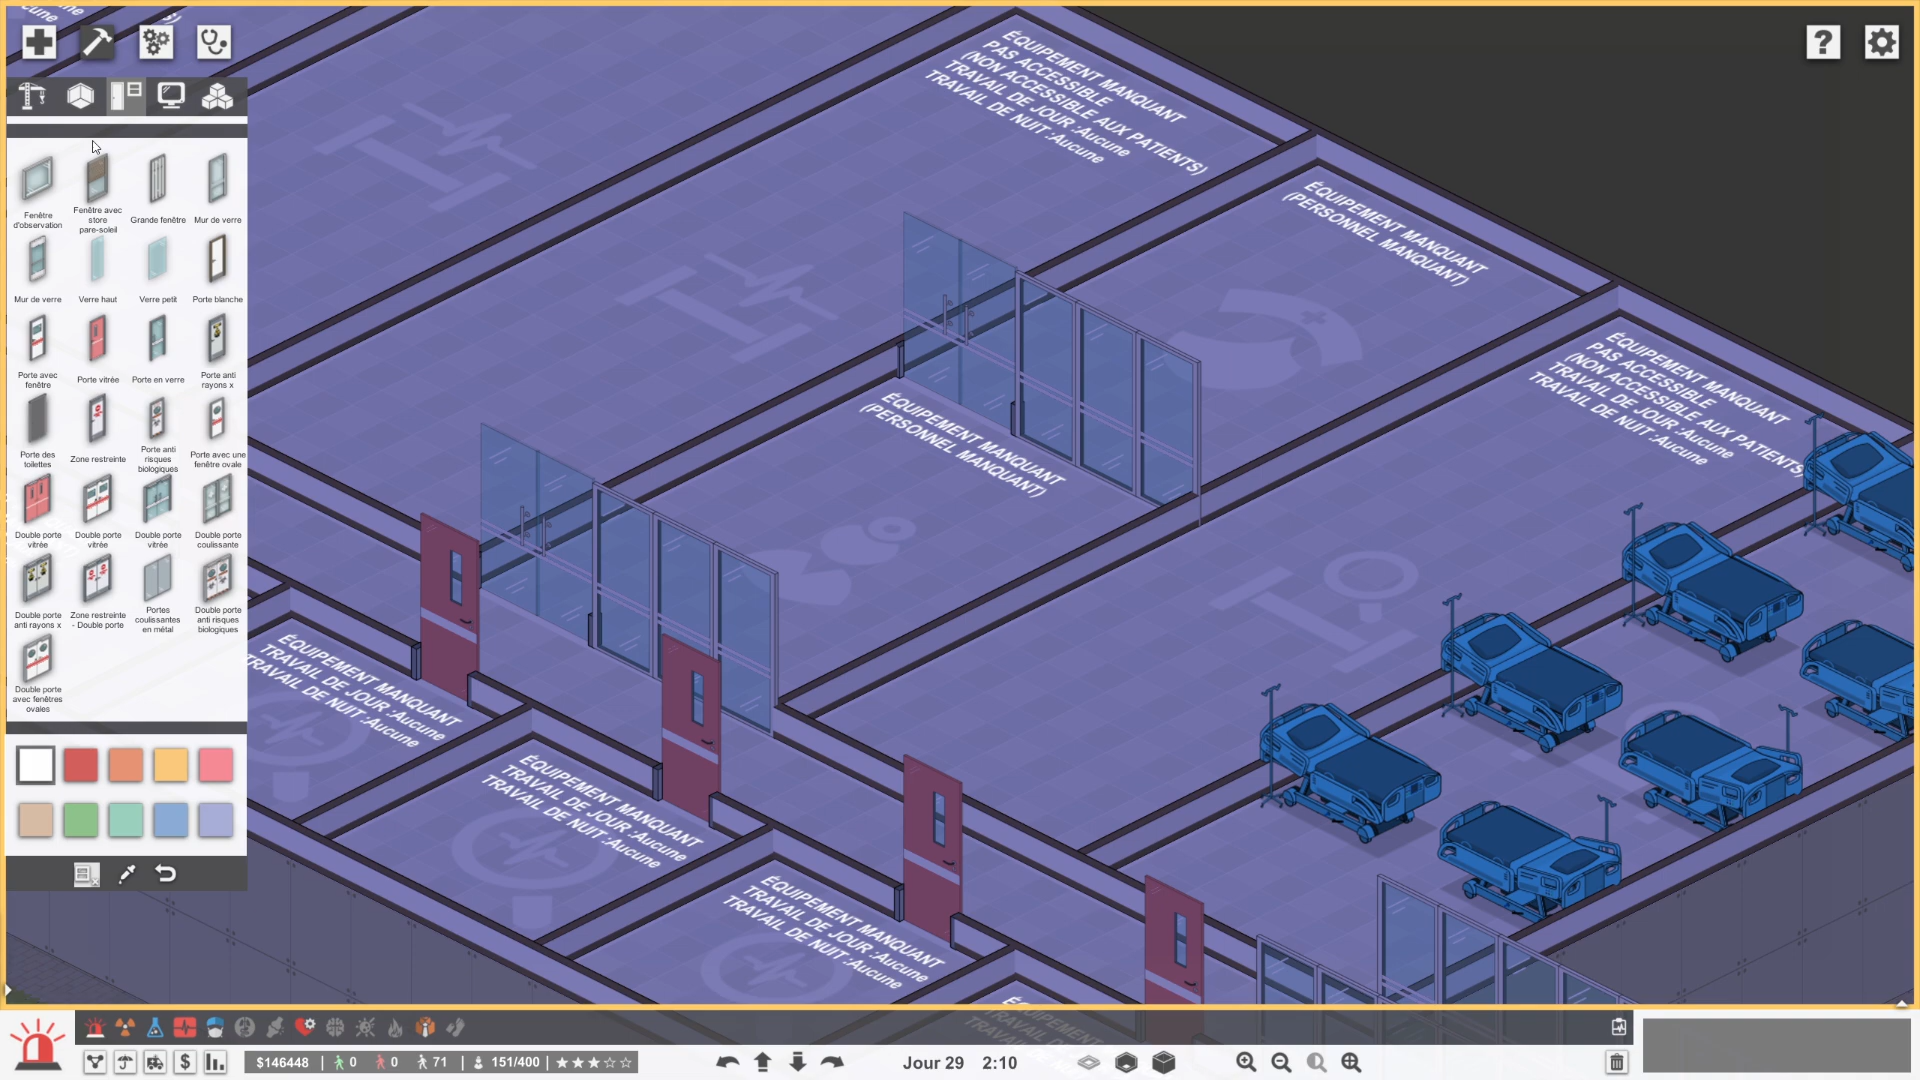 ?
Fenêtre
d'observation
Fenêtre avec
store
pare-soleil
Grande fenêtre
Mur de verre
Mur de verre
Verre haut
Verre petit
Porte blanche
Porte avec
fenêtre
Porte vitrée
Porte en verre
Porte anti
rayons x
Porte des
toilettes
Zone restreinte
Porte anti
risques
biologiques
Porte avec une
fenêtre ovale
Double porte
vitrée
Double porte
vitrée
Double porte
vitrée
Double porte
coulissante
Double porte
anti rayons x
Zone restreinte
- Double porte
Portes
coulissantes
en métal
Double porte
anti risques
biologiques
Double porte
avec fenêtres
ovales
ÉQUIPEMENT MANQUANT
PAS ACCESSIBLE
(NON ACCESSIBLE AUX PATIENTS)
TRAVAIL DE JOUR :Aucune
TRAVAIL DE NUIT :Aucune
ÉQUIPEMENT MANQUANT
(PERSONNEL MANQUANT)
ÉQUIPEMENT MANQUANT
PAS ACCESSIBLE
(NON ACCESSIBLE AUX PATIENTS)
TRAVAIL DE JOUR :Aucune
TRAVAIL DE NUIT :Aucune
ÉQUIPEMENT MANQUANT
(PERSONNEL MANQUANT)
ÉQUIPEMENT MANQUANT
TRAVAIL DE JOUR :Aucune
TRAVAIL DE NUIT :Aucune
ÉQUIPEMENT MANQUANT
TRAVAIL DE JOUR :Aucune
TRAVAIL DE NUIT :Aucune
ÉQUIPEMENT MANQUANT
TRAVAIL DE JOUR :Aucune
TRAVAIL DE NUIT :Aucune
$146448 | 0 0 71 | 151/400 |
Jour 29 2:10